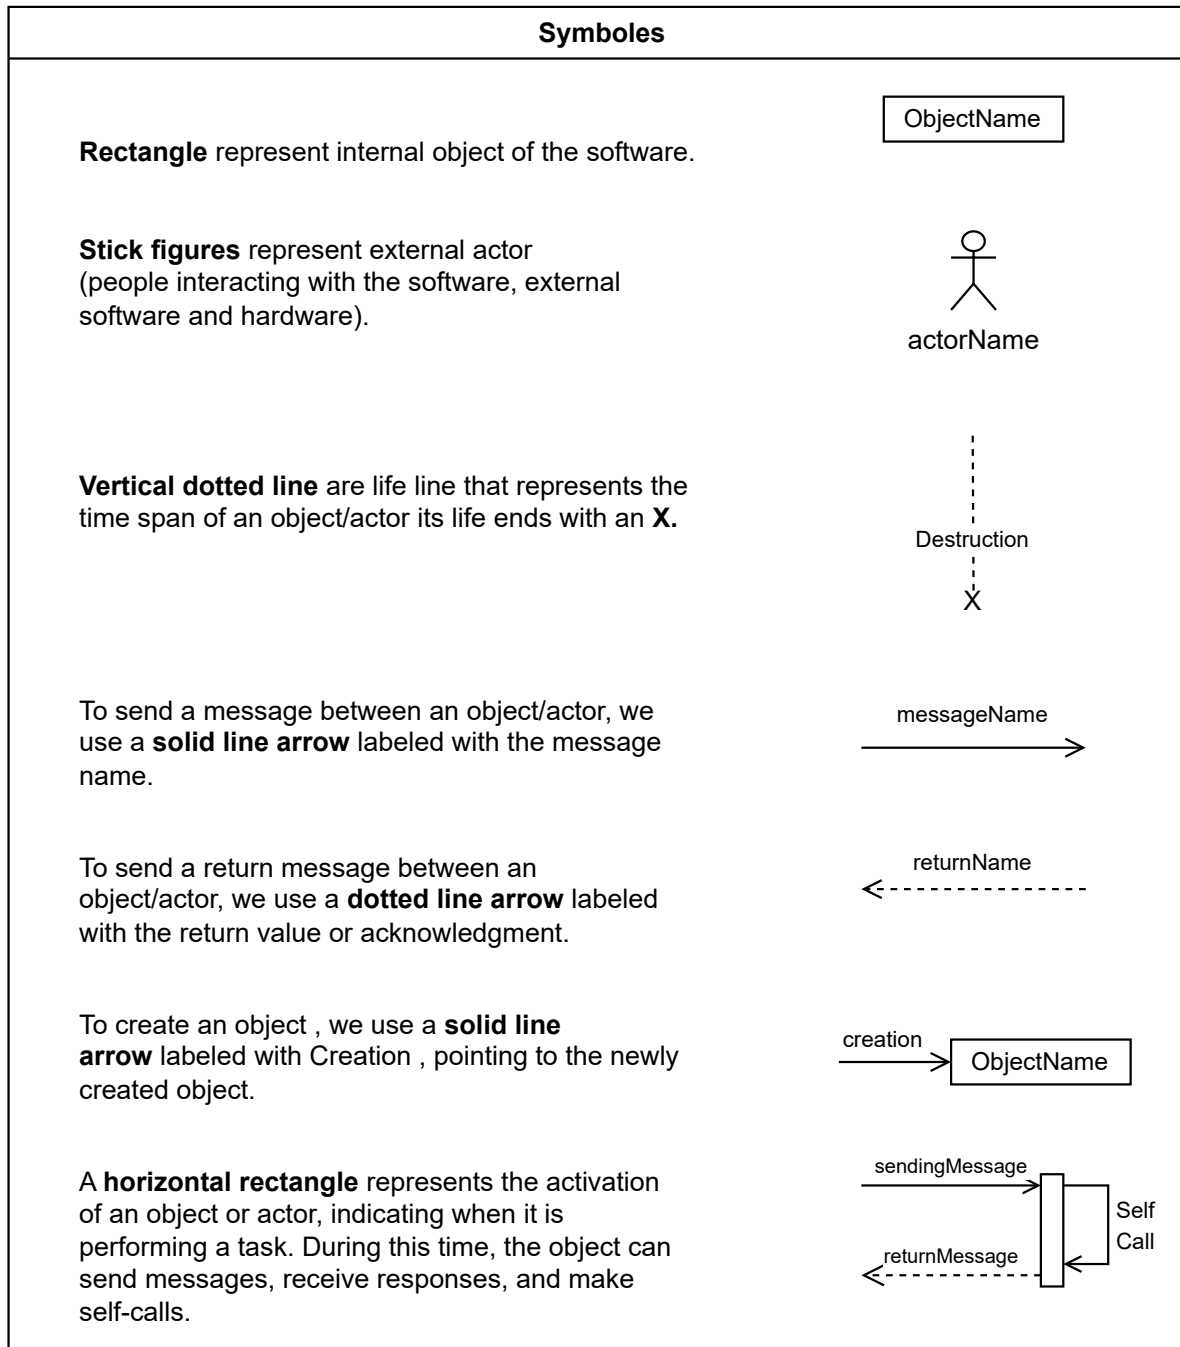 Symboles
ObjectName
Rectangle represent internal object of the software.
Stick figures represent external actor
(people interacting with the software, external
software and hardware).
actorName
Vertical dotted line are life line that represents the
time span of an object/actor its life ends with an X.
Destruction
X
To send a message between an object/actor, we
use a solid line arrow labeled with the message
name.
messageName
To send a return message between an
object/actor, we use a dotted line arrow labeled
with the return value or acknowledgment.
returnName
To create an object , we use a solid line
arrow labeled with Creation , pointing to the newly
created object.
creation
ObjectName
A horizontal rectangle represents the activation
of an object or actor, indicating when it is
performing a task. During this time, the object can
send messages, receive responses, and make
self-calls.
sendingMessage
Self
Call
returnMessage